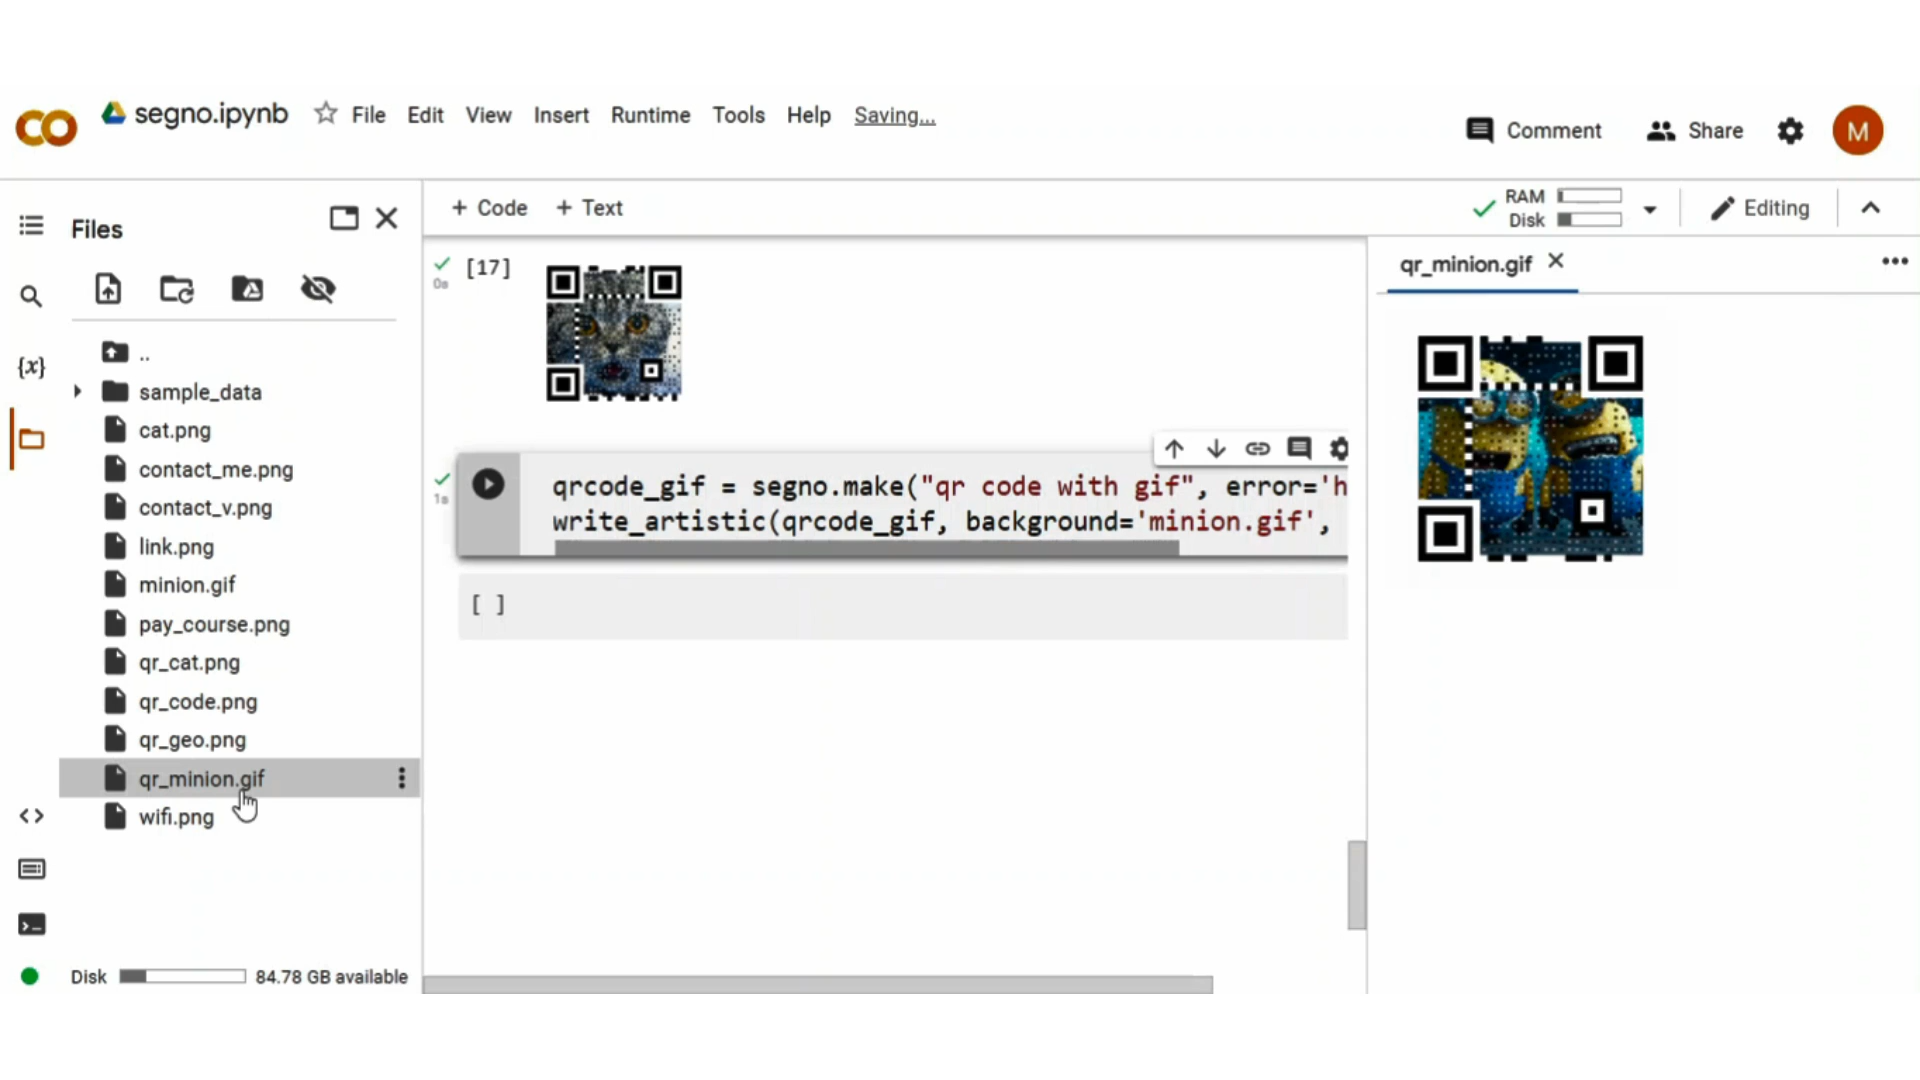 segno.ipynb
File Edit View Insert Runtime Tools Help Saving...
Comment
Share
M
Files
+ Code + Text
RAM
Disk
Editing
..
sample_data
cat.png
contact_me.png
contact_v.png
link.png
minion.gif
pay_course.png
qr_cat.png
qr_code.png
qr_geo.png
qr_minion.gif
wifi.png
Disk 84.78 GB available
[17]
0s
1s
qrcode_gif = segno.make("qr code with gif", error='h
write_artistic(qrcode_gif, background='minion.gif',
[ ]
qr_minion.gif